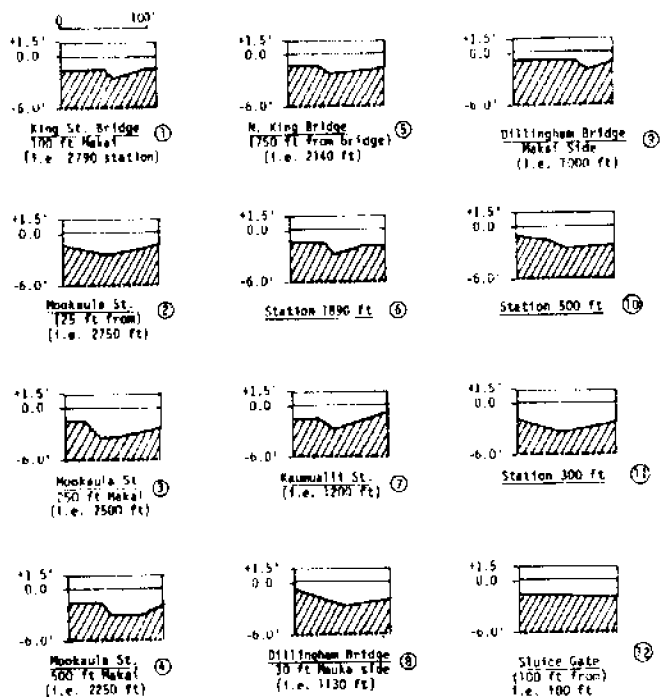 0 100'
+1.5'
0.0
-6.0'
King St. Bridge ①
100 ft Makai
(i.e. 2790 station)
+1.5'
0.0
-6.0'
Mookaula St. ②
(25 ft from)
(i.e. 2750 ft)
+1.5'
0.0
-6.0'
Mookaula St ③
250 ft Makai
(i.e. 2500 ft)
+1.5
0.0
-6.0'
Mookaula St. ④
500 ft Makai
(i.e. 2250 ft)
+1.5'
0.0
-6.0'
N. King Bridge ⑤
(750 ft from bridge)
(i.e. 2140 ft)
+1.5'
0.0
-6.0'
Station 1890 ft ⑥
+1.5'
0.0
-6.0'
Kaumualii St. ⑦
(i.e. 1200 ft)
+1.5'
0.0
-6.0'
Dillingham Bridge ⑧
30 ft Mauka side
(i.e. 1130 ft)
+1.5'
0.0
-6.0'
Dillingham Bridge ⑨
Makai Side
(i.e. 1000 ft)
+1.5'
0.0
-6.0'
Station 500 ft ⑩
+1.5'
0.0
-6.0'
Station 300 ft ⑪
+1.5
0.0
-6.0'
Sluice Gate ⑫
(100 ft from)
i.e. 100 ft